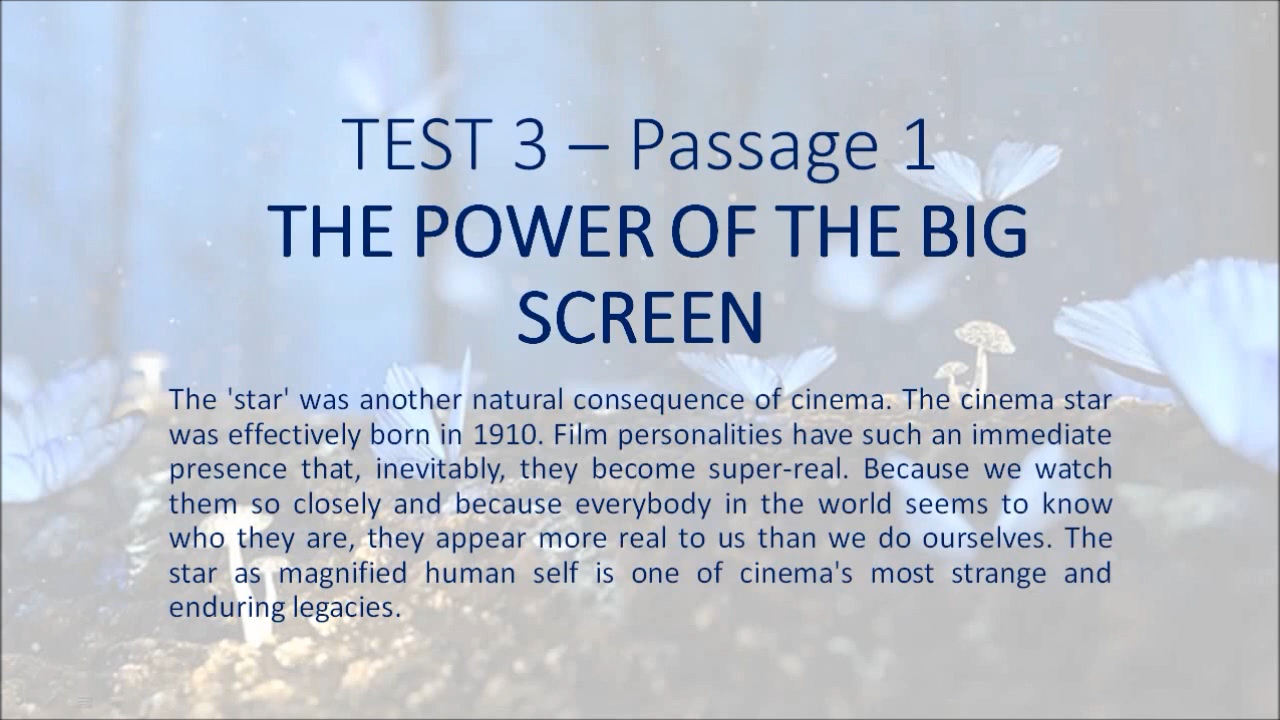 TEST 3 – Passage 1
THE POWER OF THE BIG
SCREEN
The 'star' was another natural consequence of cinema. The cinema star
was effectively born in 1910. Film personalities have such an immediate
presence that, inevitably, they become super-real. Because we watch
them so closely and because everybody in the world seems to know
who they are, they appear more real to us than we do ourselves. The
star as magnified human self is one of cinema's most strange and
enduring legacies.